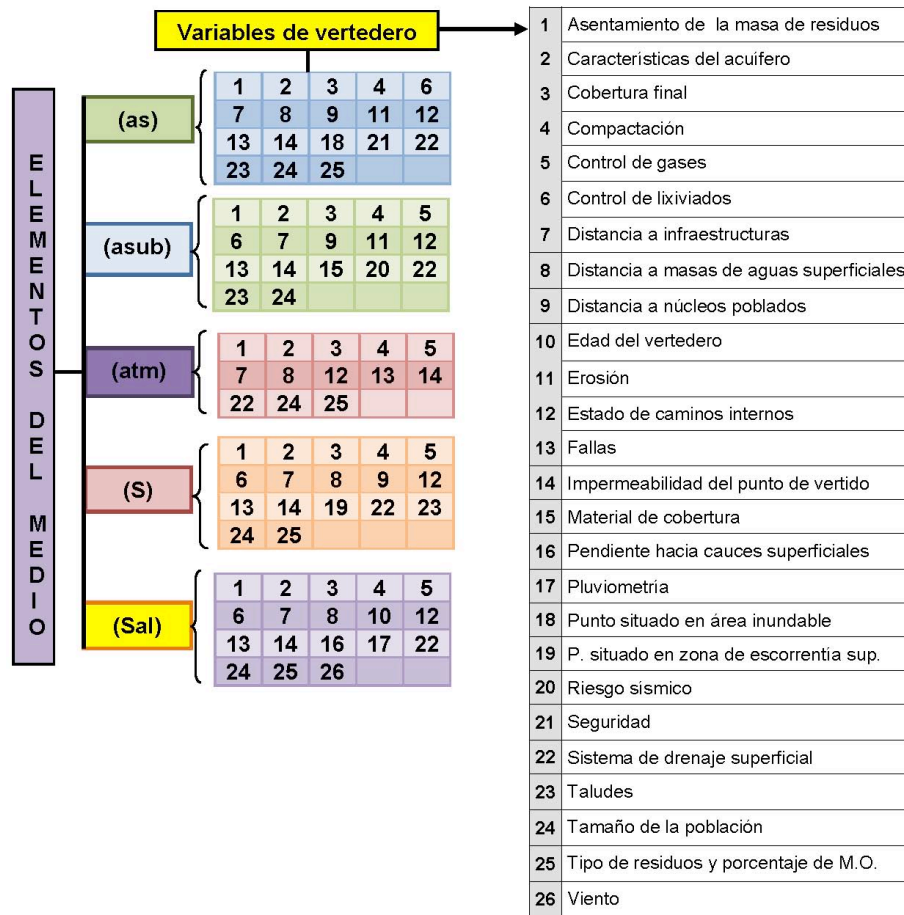 Variables de vertedero
ELEMENTOS DEL MEDIO
(as)
1 2 3 4 6
7 8 9 11 12
13 14 18 21 22
23 24 25
(asub)
1 2 3 4 5
6 7 9 11 12
13 14 15 20 22
23 24
(atm)
1 2 3 4 5
7 8 12 13 14
22 24 25
(S)
1 2 3 4 5
6 7 8 9 12
13 14 19 22 23
24 25
(Sal)
1 2 3 4 5
6 7 8 10 12
13 14 16 17 22
24 25 26
1 Asentamiento de la masa de residuos
2 Características del acuífero
3 Cobertura final
4 Compactación
5 Control de gases
6 Control de lixiviados
7 Distancia a infraestructuras
8 Distancia a masas de aguas superficiales
9 Distancia a núcleos poblados
10 Edad del vertedero
11 Erosión
12 Estado de caminos internos
13 Fallas
14 Impermeabilidad del punto de vertido
15 Material de cobertura
16 Pendiente hacia cauces superficiales
17 Pluviometría
18 Punto situado en área inundable
19 P. situado en zona de escorrentía sup.
20 Riesgo sísmico
21 Seguridad
22 Sistema de drenaje superficial
23 Taludes
24 Tamaño de la población
25 Tipo de residuos y porcentaje de M.O.
26 Viento